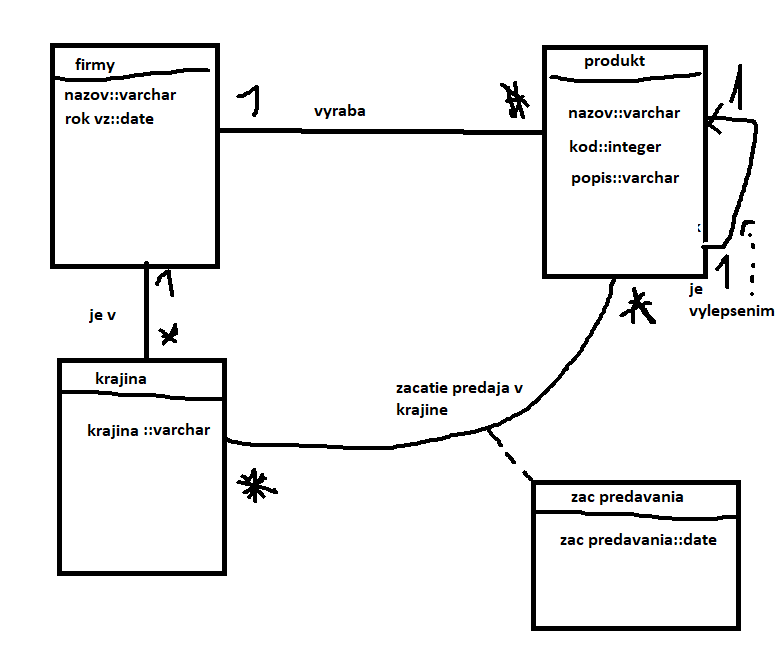 firmy
nazov::varchar
rok vz::date
1
vyraba
*
produkt
nazov::varchar
kod::integer
popis::varchar
1
1
je
vylepsenim
1
je v
*
*
krajina
krajina ::varchar
zacatie predaja v
krajine
*
zac predavania
zac predavania::date